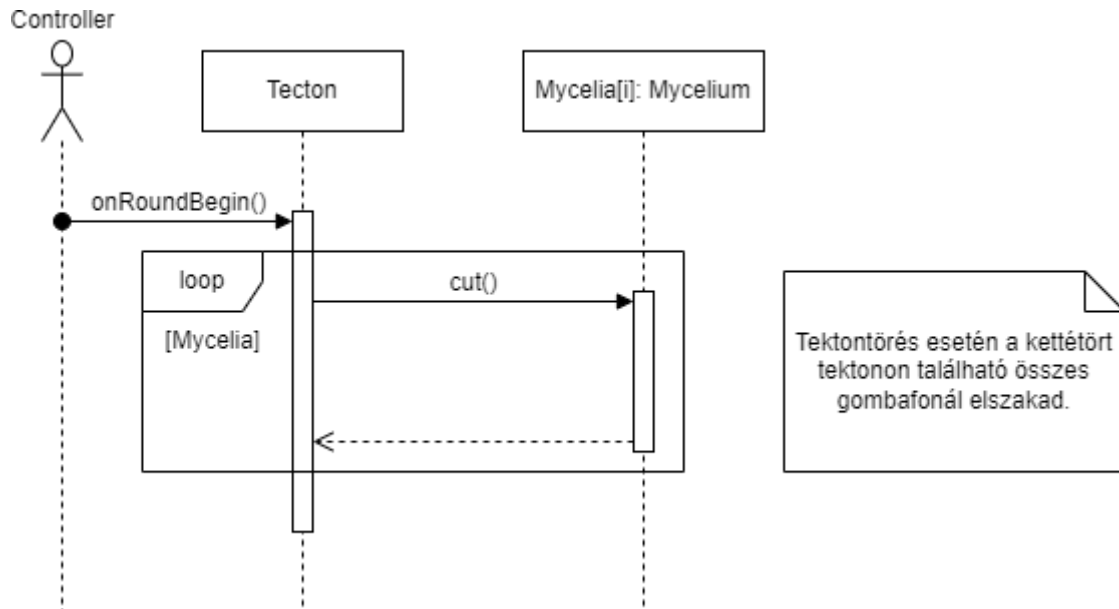 Controller
Tecton
Mycelia[i]: Mycelium
onRoundBegin()
loop
cut()
[Mycelia]
Tektontörés esetén a kettétört
tektonon található összes
gombafonál elszakad.